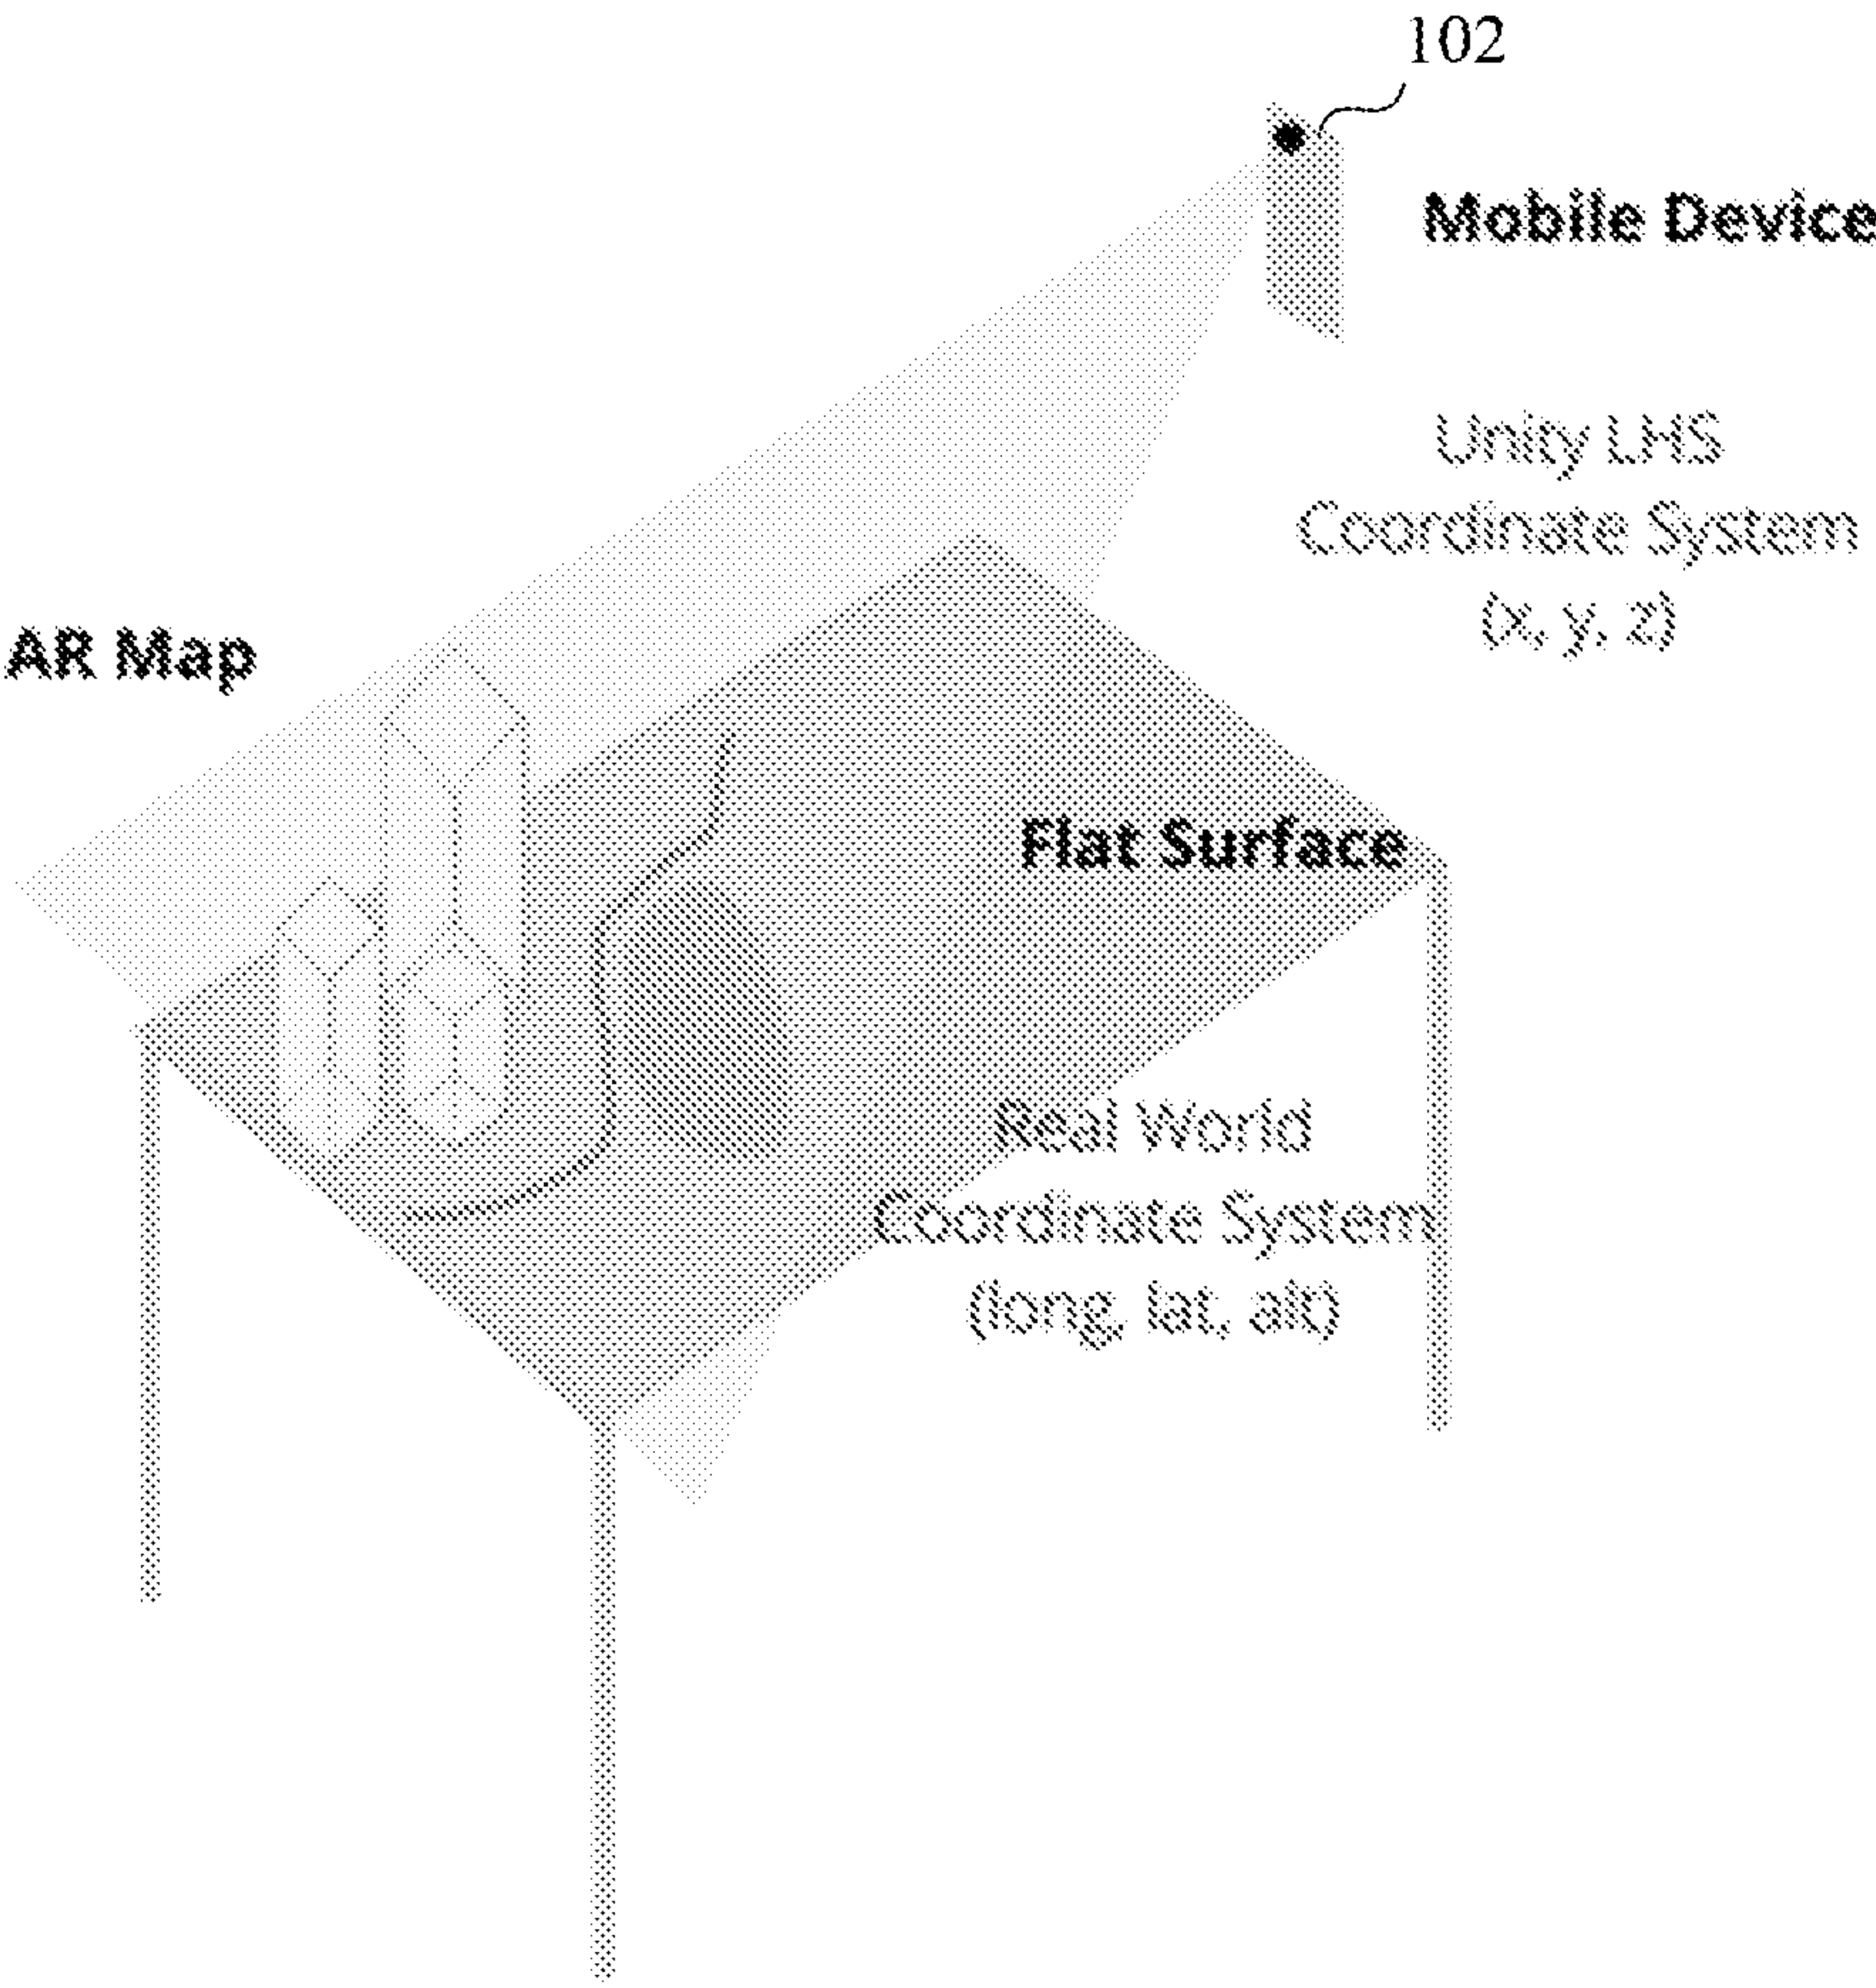 102
Mobile Device
Unity LHS
Coordinate System
(x, y, z)
AR Map
Flat Surface
Real World
Coordinate System
(long, lat, alt)